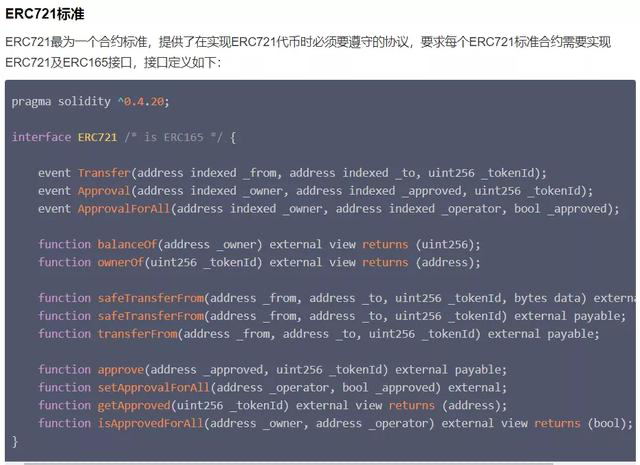 ERC721标准
ERC721最为一个合约标准，提供了在实现ERC721代币时必须要遵守的协议，要求每个ERC721标准合约需要实现
ERC721及ERC165接口，接口定义如下：
pragma solidity ^0.4.20;
interface ERC721 /* is ERC165 */ {
event Transfer(address indexed _from, address indexed _to, uint256 _tokenId);
event Approval(address indexed _owner, address indexed _approved, uint256 _tokenId);
event ApprovalForAll(address indexed _owner, address indexed _operator, bool _approved);
function balanceOf(address _owner) external view returns (uint256);
function ownerOf(uint256 _tokenId) external view returns (address);
function safeTransferFrom(address _from, address _to, uint256 _tokenId, bytes data) externa
function safeTransferFrom(address _from, address _to, uint256 _tokenId) external payable;
function transferFrom(address _from, address _to, uint256 _tokenId) external payable;
function approve(address _approved, uint256 _tokenId) external payable;
function setApprovalForAll(address _operator, bool _approved) external;
function getApproved(uint256 _tokenId) external view returns (address);
function isApprovedForAll(address _owner, address _operator) external view returns (bool);
}